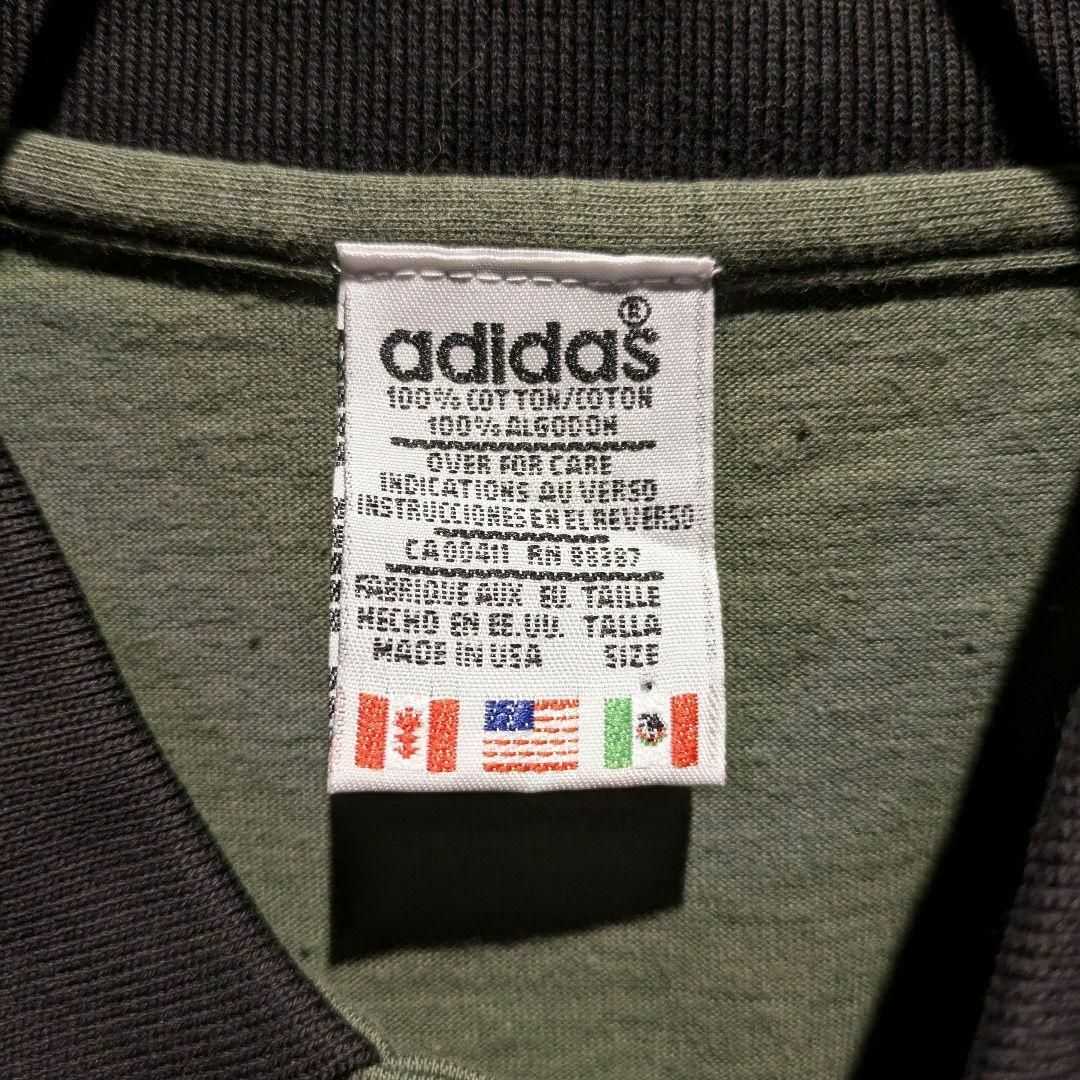 adidas®
100% COTTON/COTON
100% ALGODON
OVER FOR CARE
INDICATIONS AU VERSO
INSTRUCCIONES EN EL REVERSO
CA 00411 RN
FABRIQUE AUX EU. TAILLE
HECHO EN EE.UU. TALLA
MADE IN USA SIZE